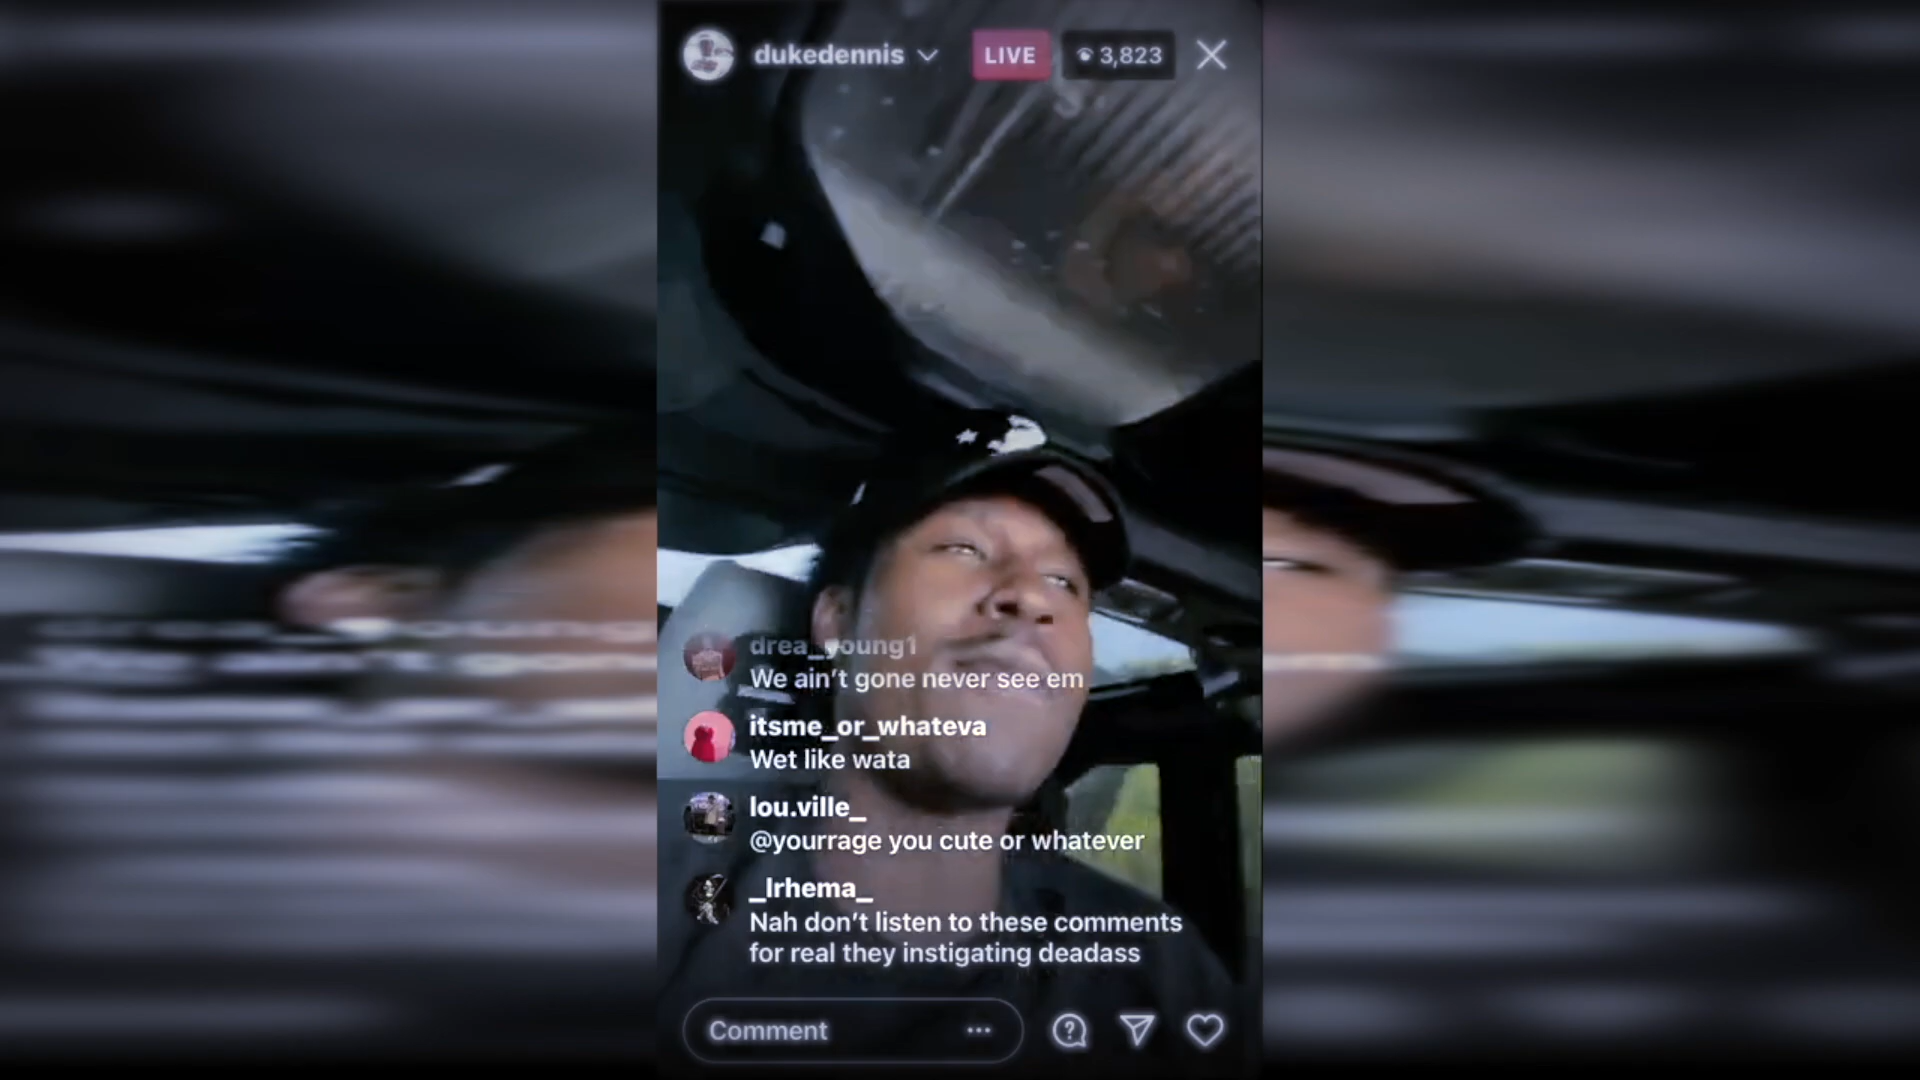 dukedennis
LIVE
3,823
drea_young1
We ain't gone never see em
itsme_or_whateva
Wet like wata
lou.ville_
@yourrage you cute or whatever
_lrhema_
Nah don't listen to these comments
for real they instigating deadass
Comment